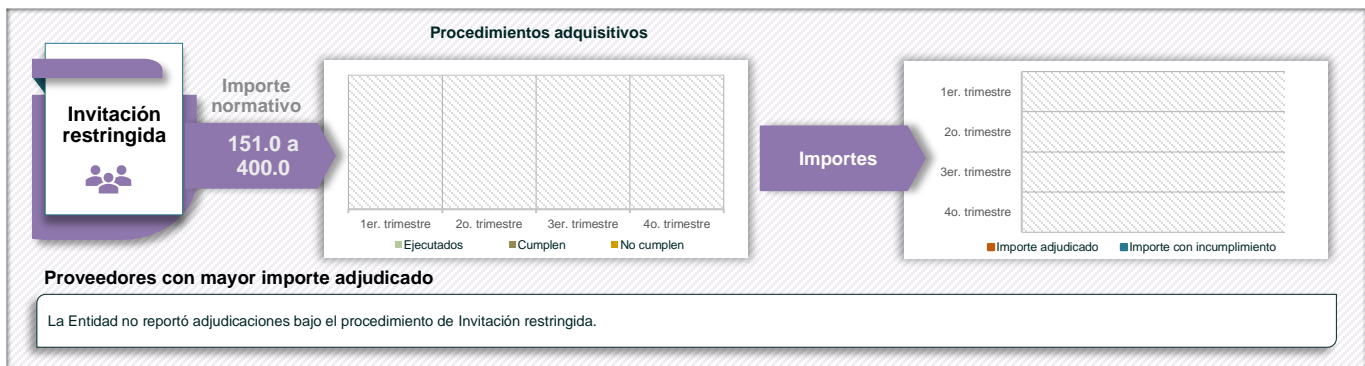 Procedimientos adquisitivos
Invitación
restringida
Importe
normativo
151.0 a
400.0
1er. trimestre 2o. trimestre 3er. trimestre 4o. trimestre
Ejecutados Cumplen No cumplen
Importes
1er. trimestre
2o. trimestre
3er. trimestre
4o. trimestre
Importe adjudicado Importe con incumplimiento
Proveedores con mayor importe adjudicado
La Entidad no reportó adjudicaciones bajo el procedimiento de Invitación restringida.